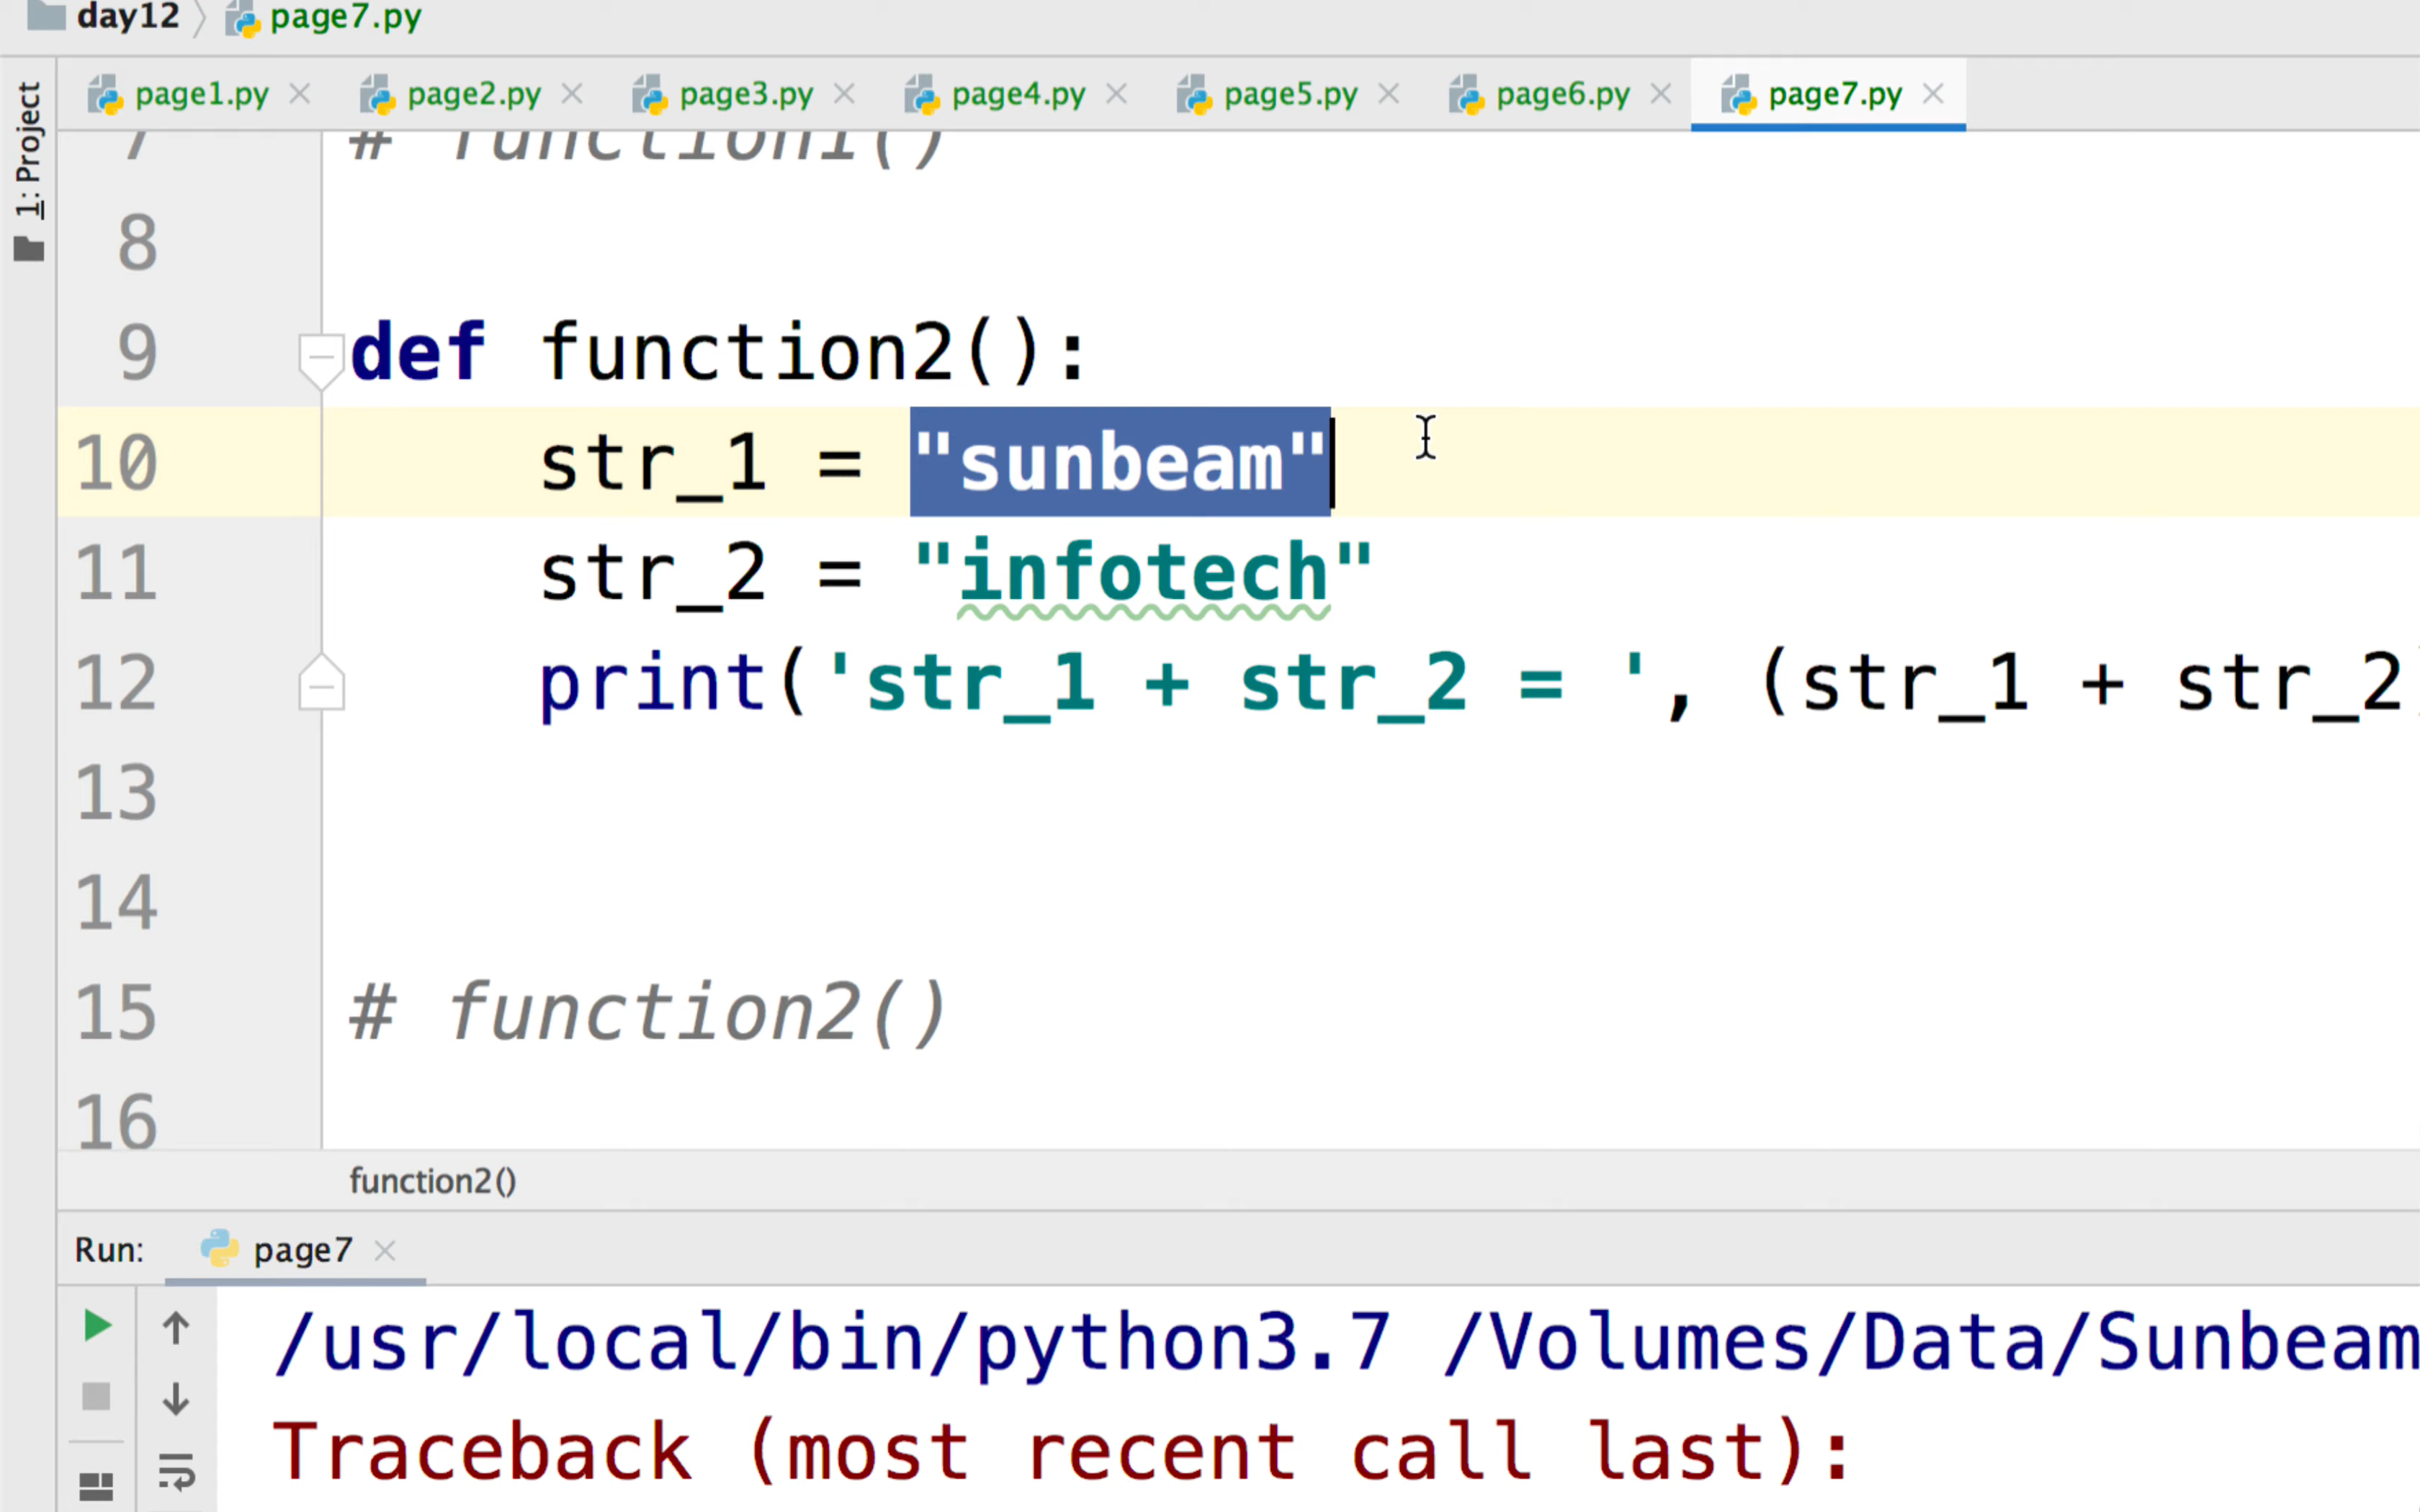 day12 page7.py
1: Project
page1.py page2.py page3.py page4.py page5.py page6.py page7.py
7 # function1()
8
9 def function2():
10 str_1 = "sunbeam"
11 str_2 = "infotech"
12 print('str_1 + str_2 = ', (str_1 + str_2
13
14
15 # function2()
16
function2()
Run: page7
/usr/local/bin/python3.7 /Volumes/Data/Sunbeam
Traceback (most recent call last):